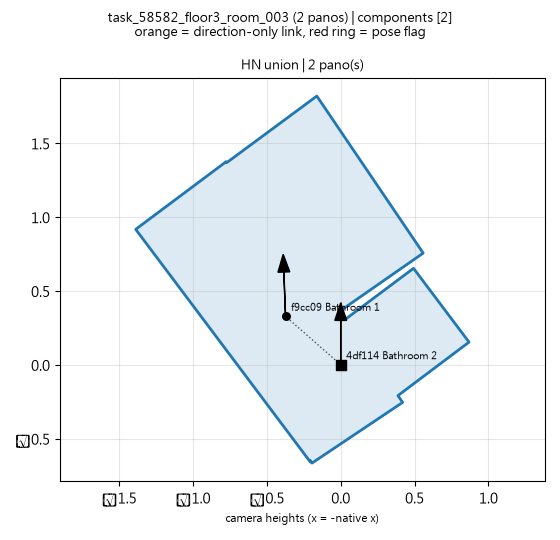 task_58582_floor3_room_003 (2 panos) | components [2]
orange = direction-only link, red ring = pose flag
HN union | 2 pano(s)
1.5
1.0
0.5
0.0
0.5
f9cc09 Bathroom 1
4df114 Bathroom 2
1.5 1.0 0.5 0.0 0.5 1.0
camera heights (x = -native x)